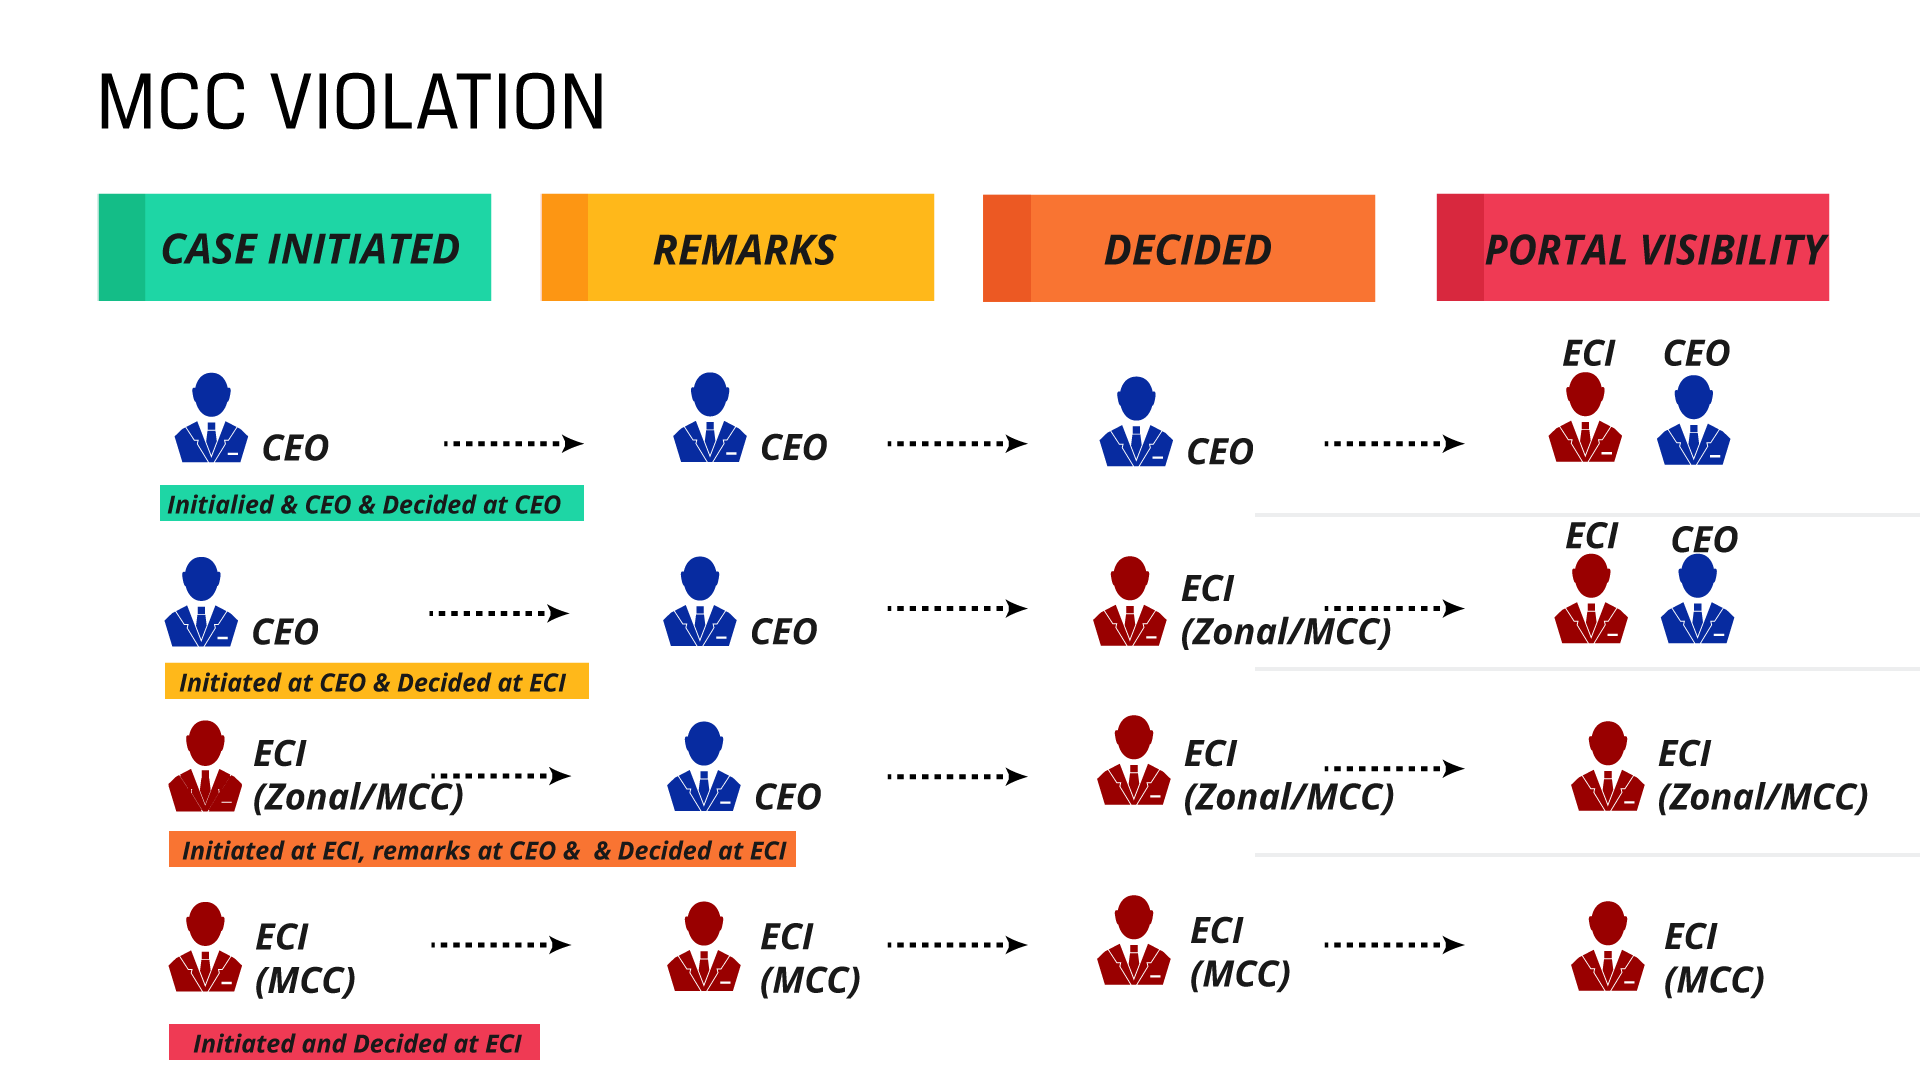 MCC VIOLATION
CASE INITIATED
REMARKS
DECIDED
PORTAL VISIBILITY
ECI
CEO
CEO
CEO
CEO
Initialied & CEO & Decided at CEO
ECI
CEO
CEO
CEO
ECI
(Zonal/MCC)
Initiated at CEO & Decided at ECI
ECI
(Zonal/MCC)
CEO
ECI
(Zonal/MCC)
ECI
(Zonal/MCC)
Initiated at ECI, remarks at CEO &  & Decided at ECI
ECI
(MCC)
ECI
(MCC)
ECI
(MCC)
ECI
(MCC)
Initiated and Decided at ECI